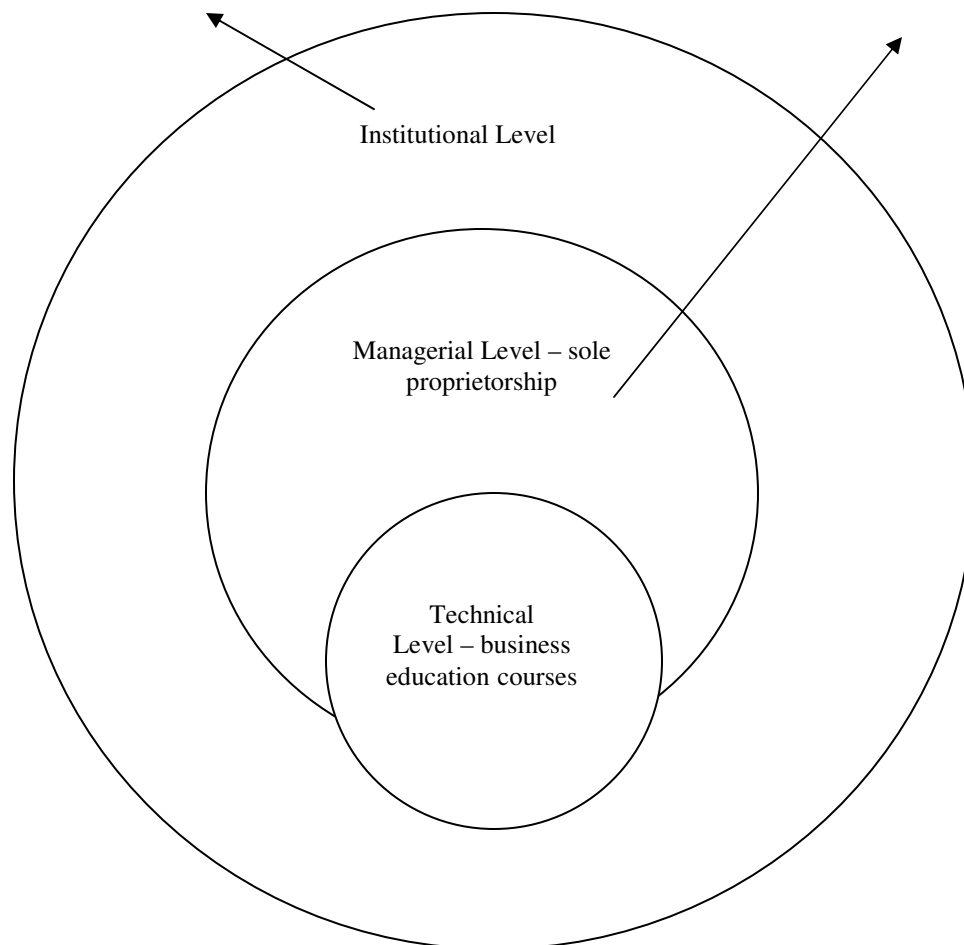 Institutional Level
Managerial Level – sole
proprietorship
Technical
Level – business
education courses